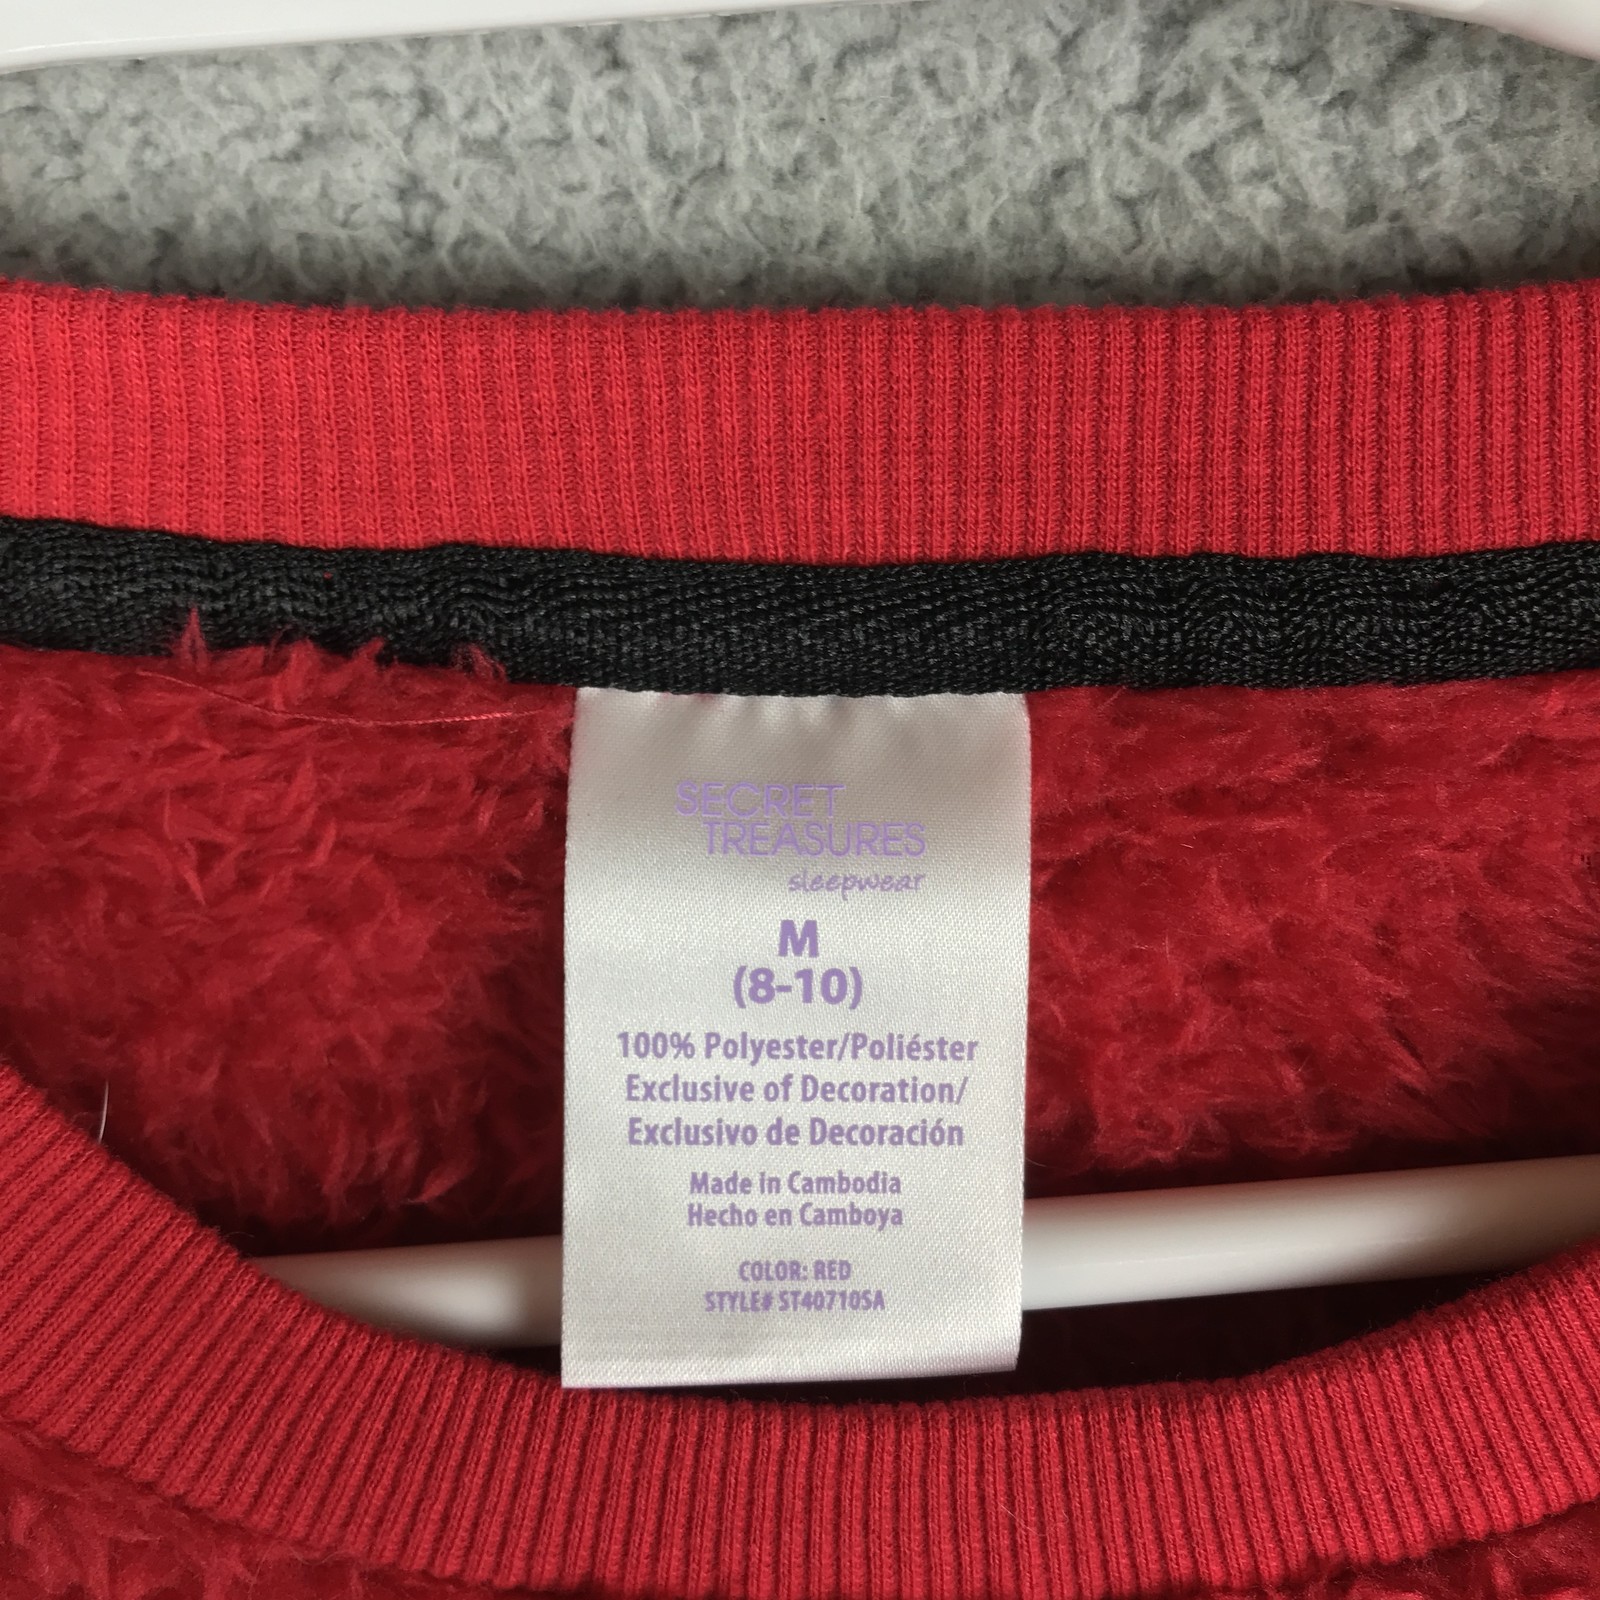 SECRET
TREASURES
sleepwear
M
(8-10)
100% Polyester/Poliéster
Exclusive of Decoration/
Exclusivo de Decoración
Made in Cambodia
Hecho en Camboya
COLOR: RED
STYLE# ST40710SA